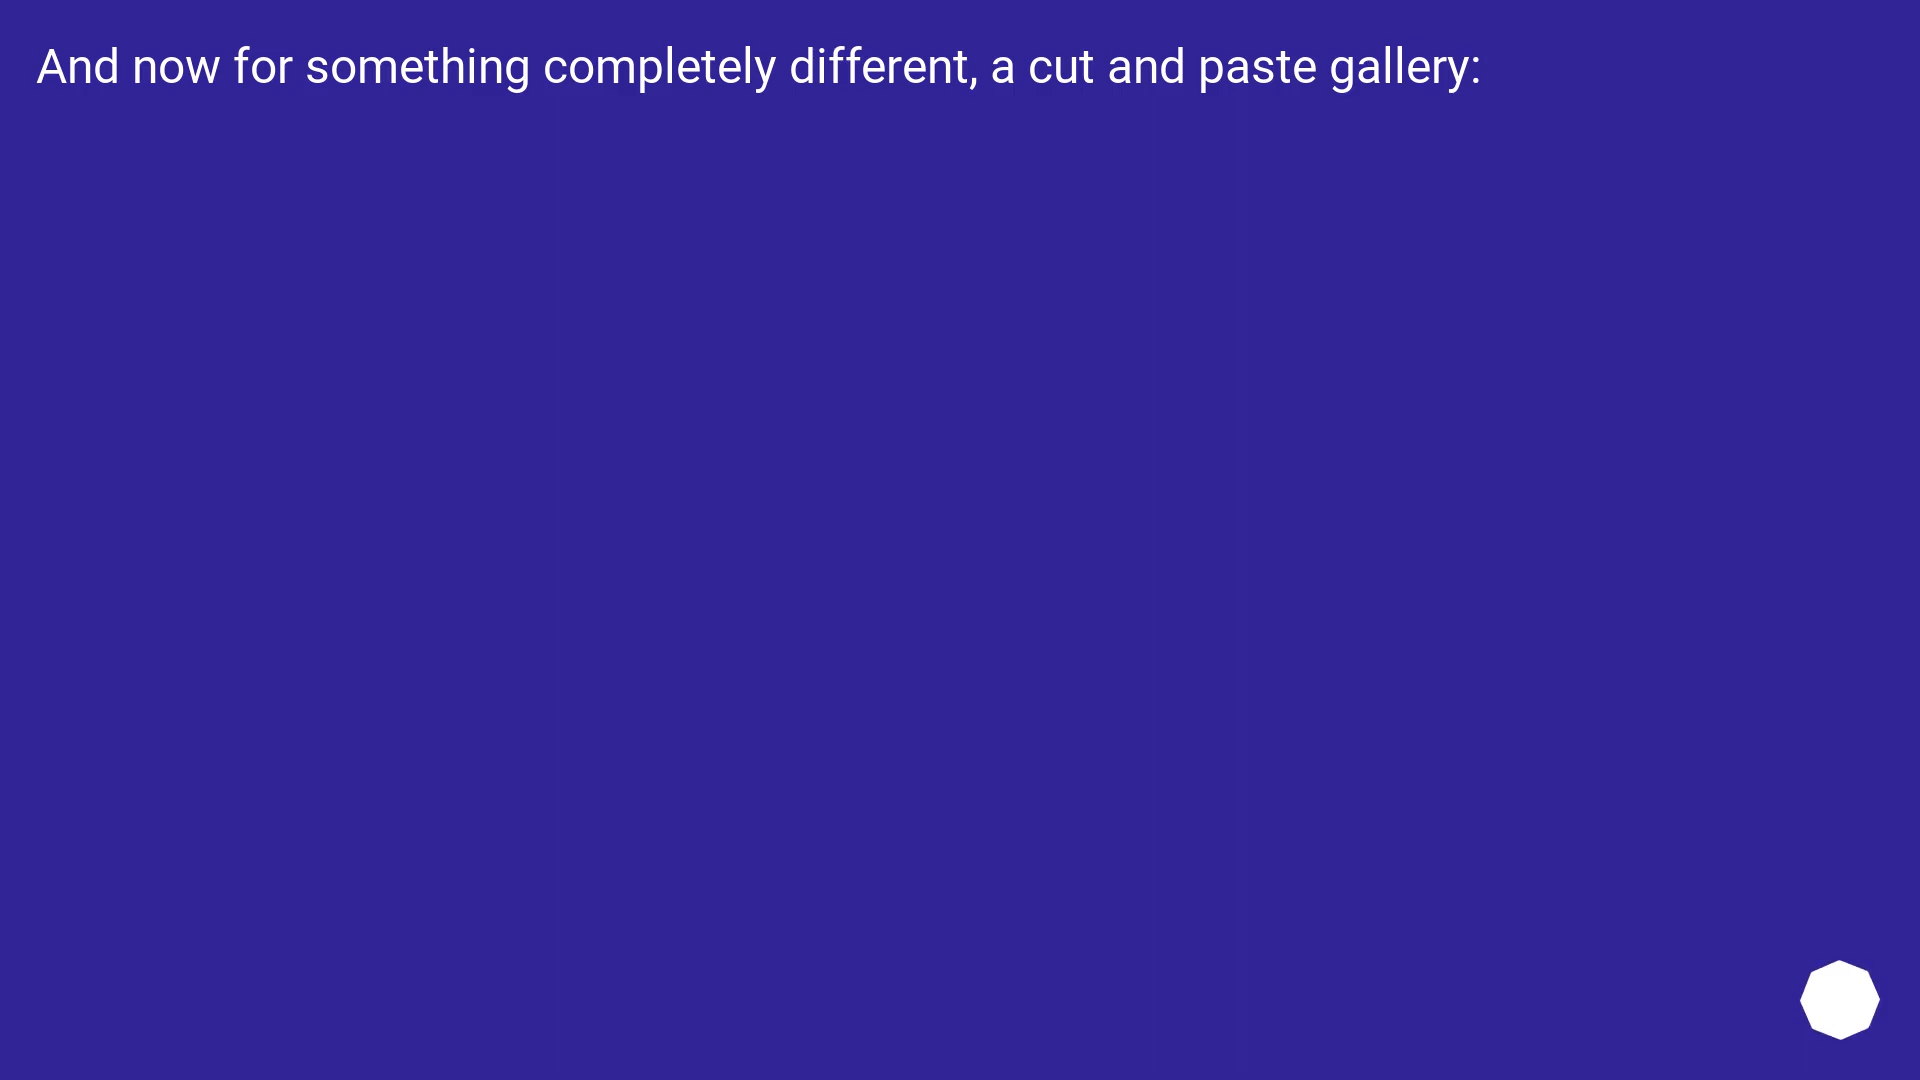 And now for something completely different, a cut and paste gallery: